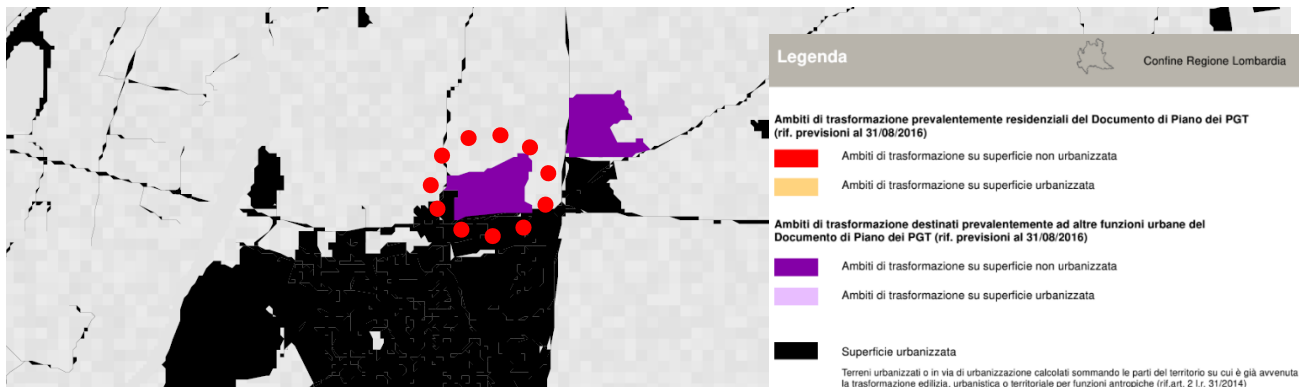 Legenda
Confine Regione Lombardia
Ambiti di trasformazione prevalentemente residenziali del Documento di Piano dei PGT
(rif. previsioni al 31/08/2016)
Ambiti di trasformazione su superficie non urbanizzata
Ambiti di trasformazione su superficie urbanizzata
Ambiti di trasformazione destinati prevalentemente ad altre funzioni urbane del
Documento di Piano dei PGT (rif. previsioni al 31/08/2016)
Ambiti di trasformazione su superficie non urbanizzata
Ambiti di trasformazione su superficie urbanizzata
Superficie urbanizzata
Terreni urbanizzati o in via di urbanizzazione calcolati sommando le parti del territorio su cui è già avvenuta
la trasformazione edilizia, urbanistica o territoriale per funzioni antropiche (rif.art. 2 l.r. 31/2014)